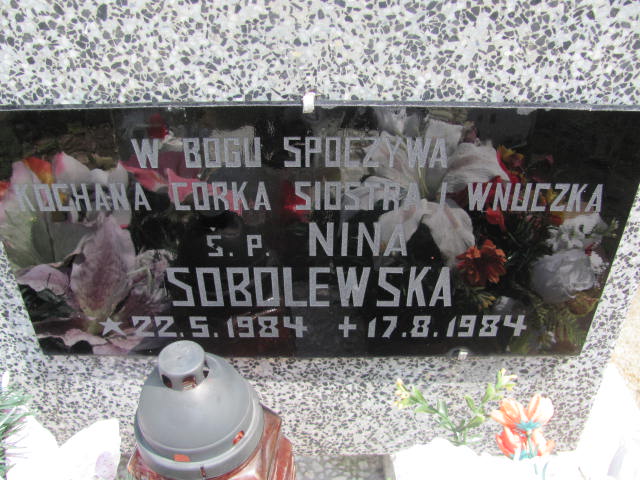 W BOGU SPOCZYWA
KOCHANA CÓRKA SIOSTRA I WNUCZKA
Ś. P. NINA
SOBOLEWSKA
★ 22.5.1984 + 17.8.1984